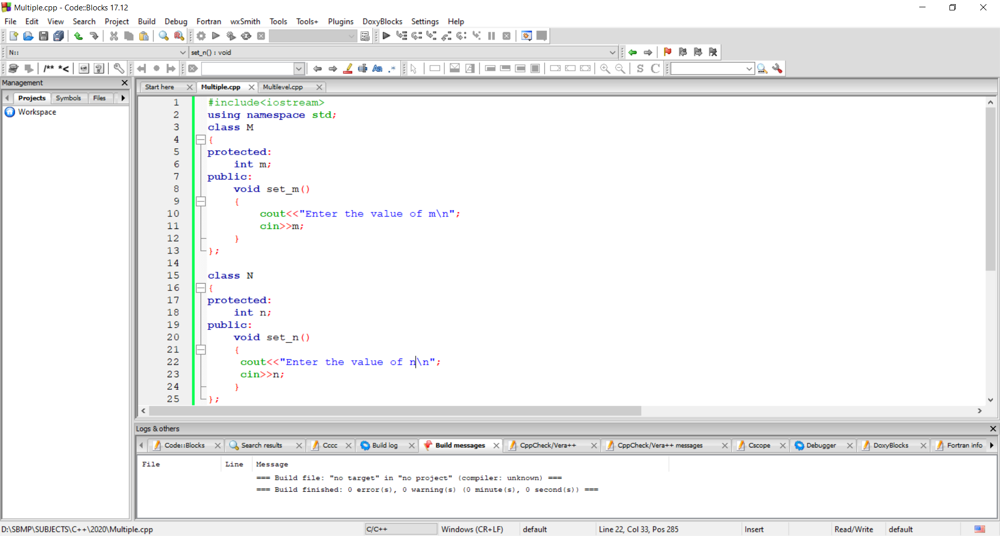 Multiple.cpp - Code::Blocks 17.12
File Edit View Search Project Build Debug Fortran wxSmith Tools Tools+ Plugins DoxyBlocks Settings Help
N:: set_n() : void
/** *< Aa .* S C
Management
Start here Multiple.cpp Multilevel.cpp
Projects Symbols Files
Workspace
1 #include<iostream>
2 using namespace std;
3 class M
4 {
5 protected:
6 int m;
7 public:
8 void set_m()
9 {
10 cout<<"Enter the value of m\n";
11 cin>>m;
12 }
13 };
14
15 class N
16 {
17 protected:
18 int n;
19 public:
20 void set_n()
21 {
22 cout<<"Enter the value of n\n";
23 cin>>n;
24 }
25 };
Logs & others
Code::Blocks Search results Cccc Build log Build messages CppCheck/Vera++ CppCheck/Vera++ messages Cscope Debugger DoxyBlocks Fortran info
File Line Message
=== Build file: "no target" in "no project" (compiler: unknown) ===
=== Build finished: 0 error(s), 0 warning(s) (0 minute(s), 0 second(s)) ===
D:\SBMP\SUBJECTS\C++\2020\Multiple.cpp C/C++ Windows (CR+LF) default Line 22, Col 33, Pos 285 Insert Read/Write default